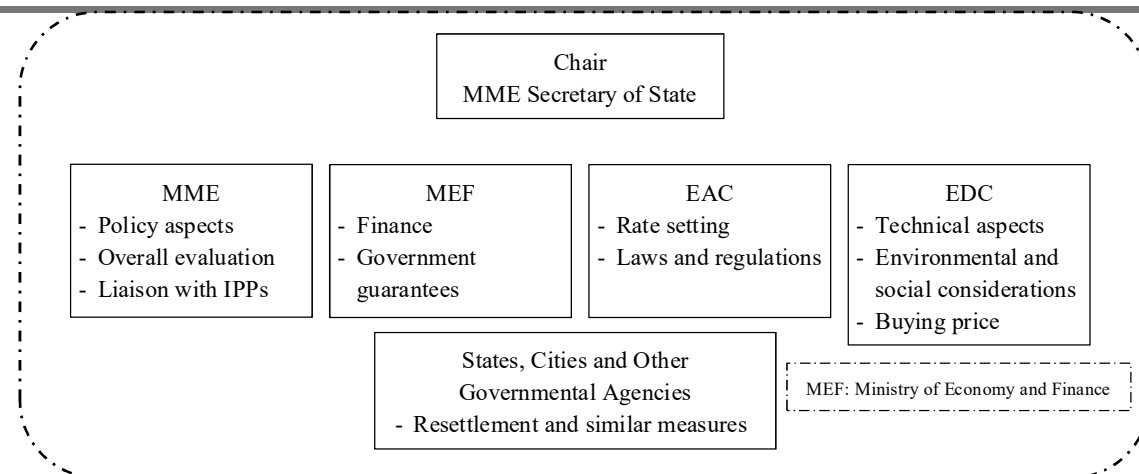 Chair
MME Secretary of State
MME
- Policy aspects
- Overall evaluation
- Liaison with IPPs
MEF
- Finance
- Government
guarantees
EAC
- Rate setting
- Laws and regulations
EDC
- Technical aspects
- Environmental and
social considerations
- Buying price
States, Cities and Other
Governmental Agencies
- Resettlement and similar measures
MEF: Ministry of Economy and Finance